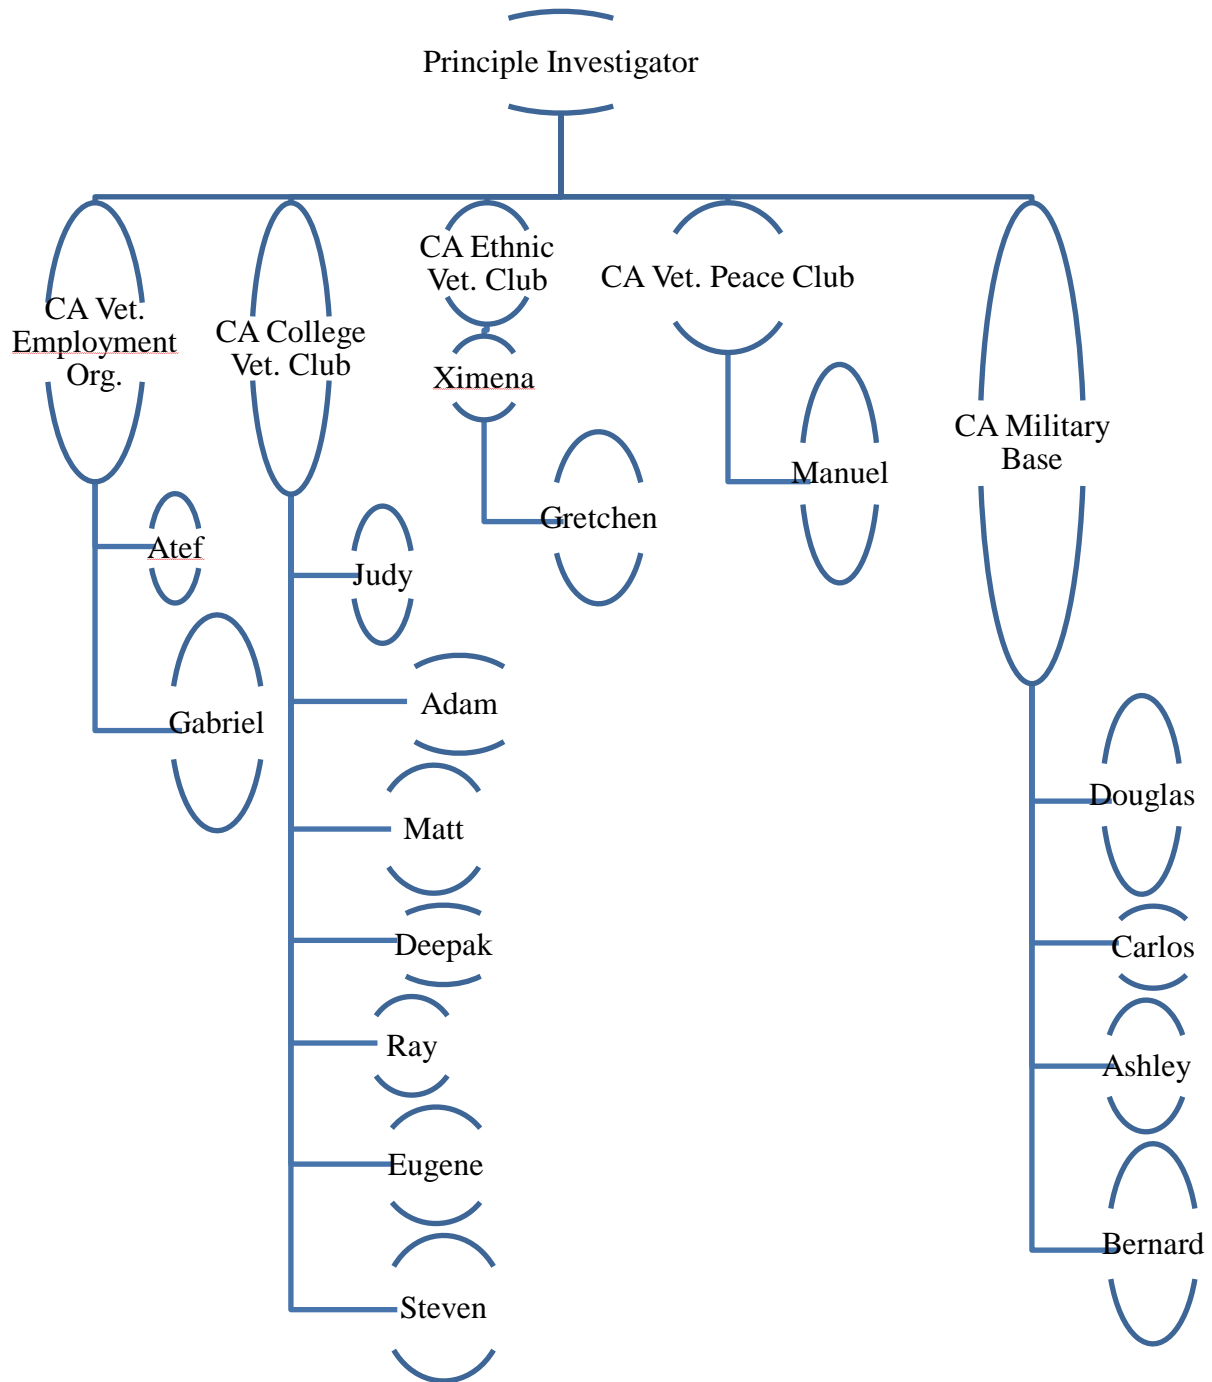 Principle Investigator
CA Vet.
Employment
Org.
Atef
Gabriel
CA College
Vet. Club
Judy
Adam
Matt
Deepak
Ray
Eugene
Steven
CA Ethnic
Vet. Club
Ximena
Gretchen
CA Vet. Peace Club
Manuel
CA Military
Base
Douglas
Carlos
Ashley
Bernard